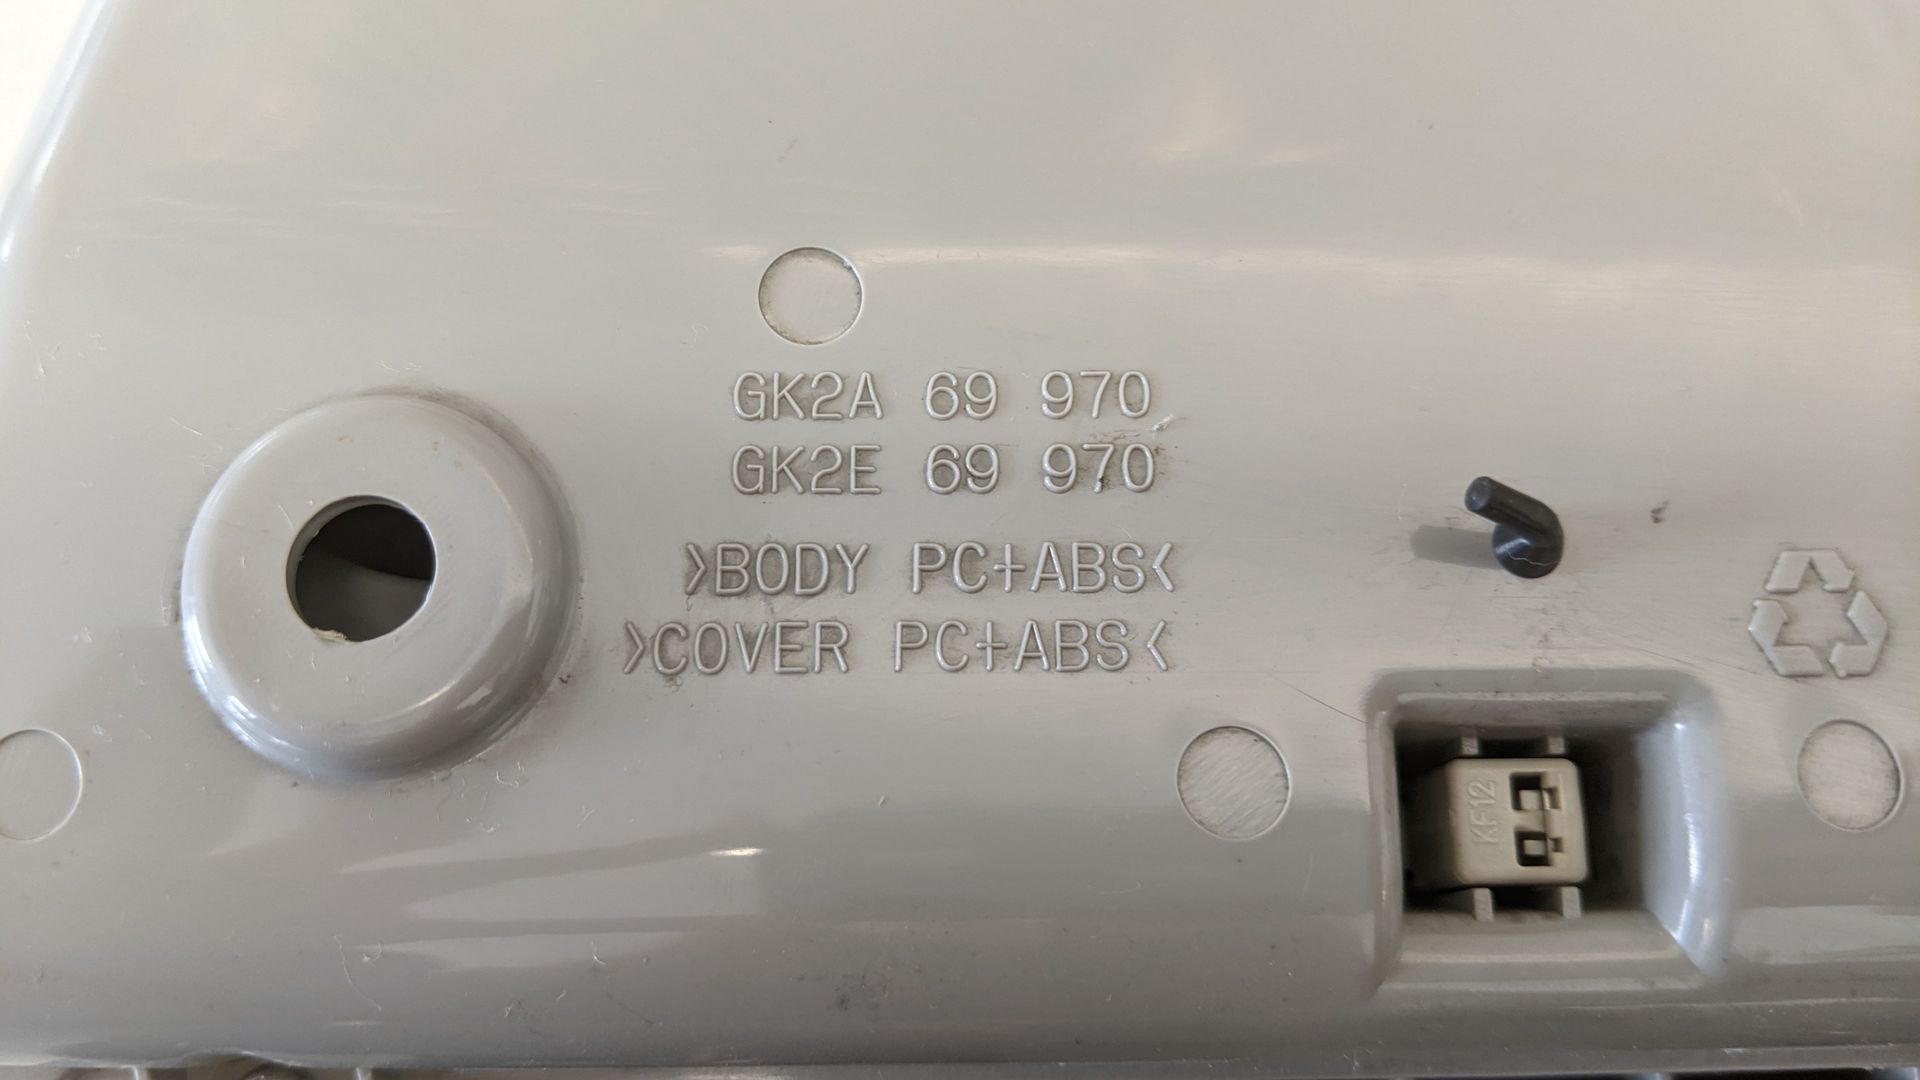 GK2A 69 970
GK2E 69 970
>BODY PC+ABS<
>COVER PC+ABS<
KF12